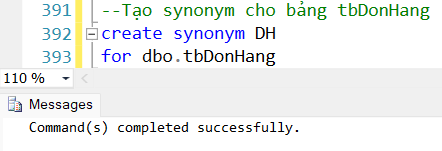 391 --Tạo synonym cho bảng tbDonHang
392 create synonym DH
393 for dbo.tbDonHang
110 %
Messages
Command(s) completed successfully.